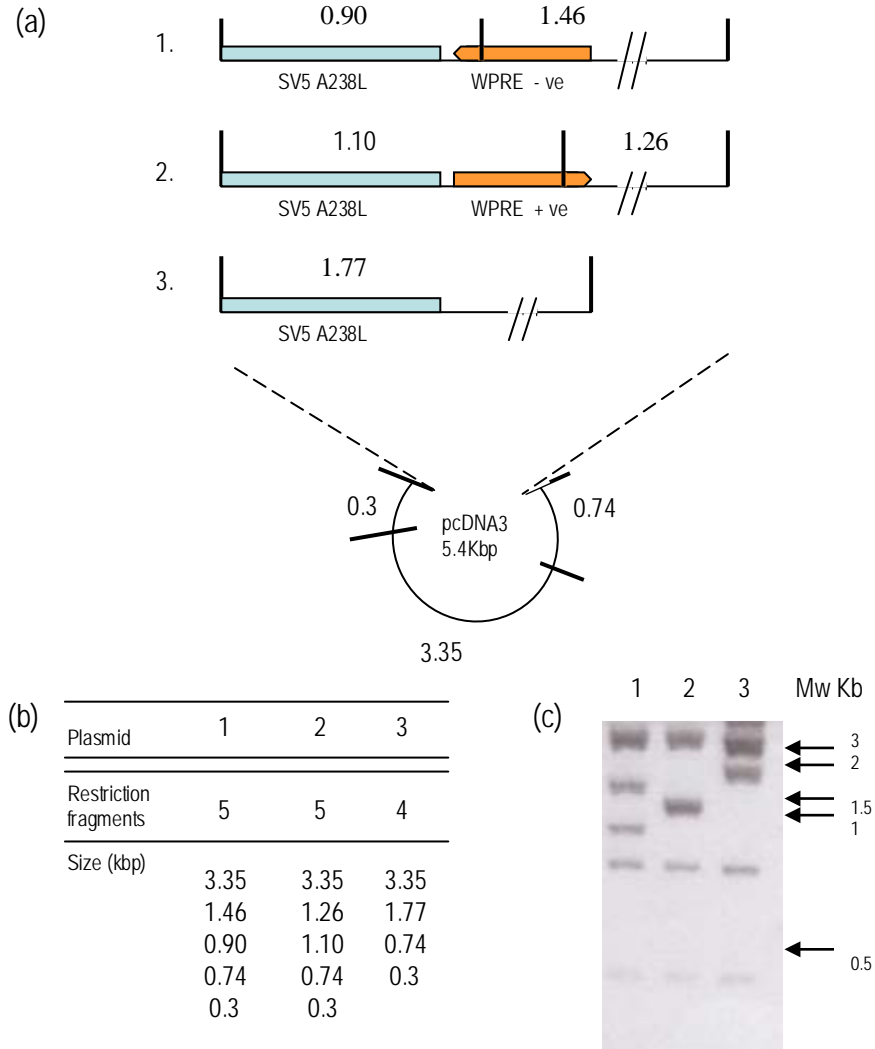 (a)
1.
0.90
1.46
SV5 A238L
WPRE - ve
2.
1.10
1.26
SV5 A238L
WPRE + ve
3.
1.77
SV5 A238L
0.3
pcDNA3
5.4Kbp
0.74
3.35
(b)
Plasmid 1 2 3
Restriction
fragments 5 5 4
Size (kbp)
3.35 3.35 3.35
1.46 1.26 1.77
0.90 1.10 0.74
0.74 0.74 0.3
0.3 0.3
(c)
1 2 3 Mw Kb
3
2
1.5
1
0.5